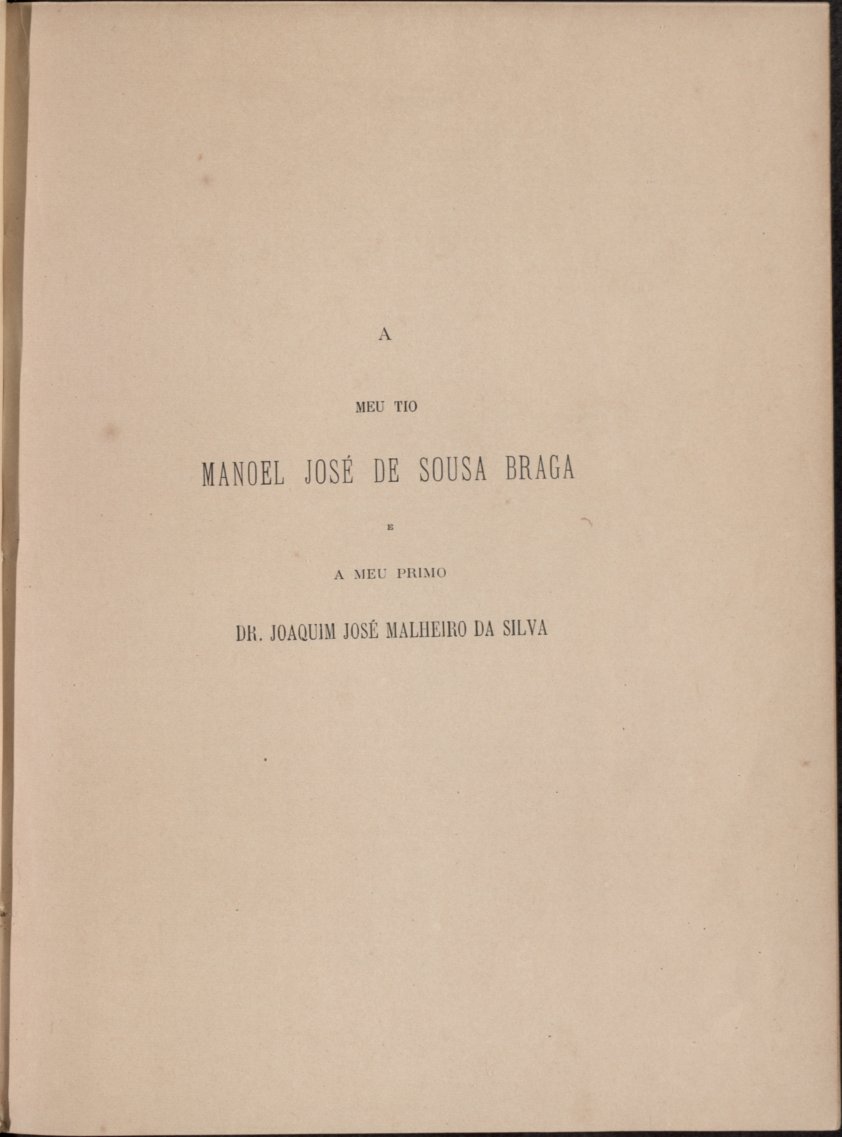 A
MEU TIO
MANOEL JOSÉ DE SOUSA BRAGA
E
A MEU PRIMO
DR. JOAQUIM JOSÉ MALHEIRO DA SILVA